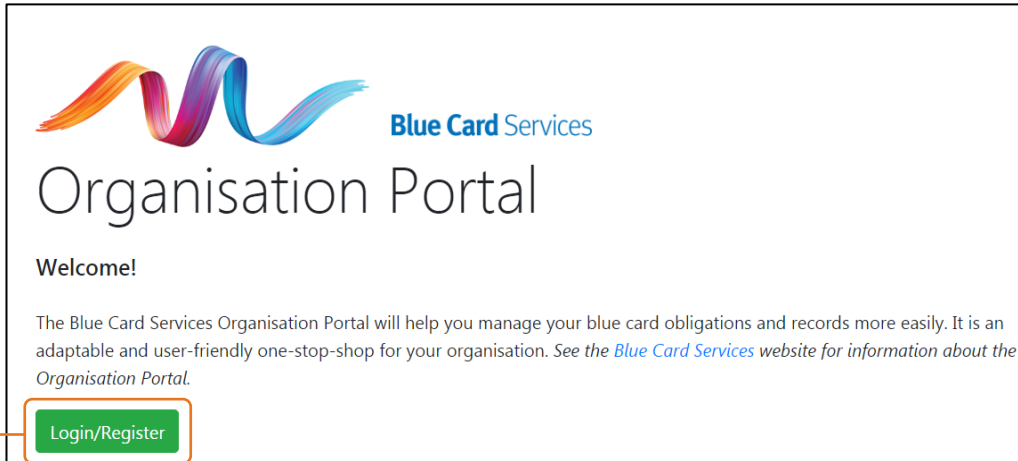 Blue Card Services
Organisation Portal
Welcome!
The Blue Card Services Organisation Portal will help you manage your blue card obligations and records more easily. It is an
adaptable and user-friendly one-stop-shop for your organisation. See the Blue Card Services website for information about the
Organisation Portal.
Login/Register